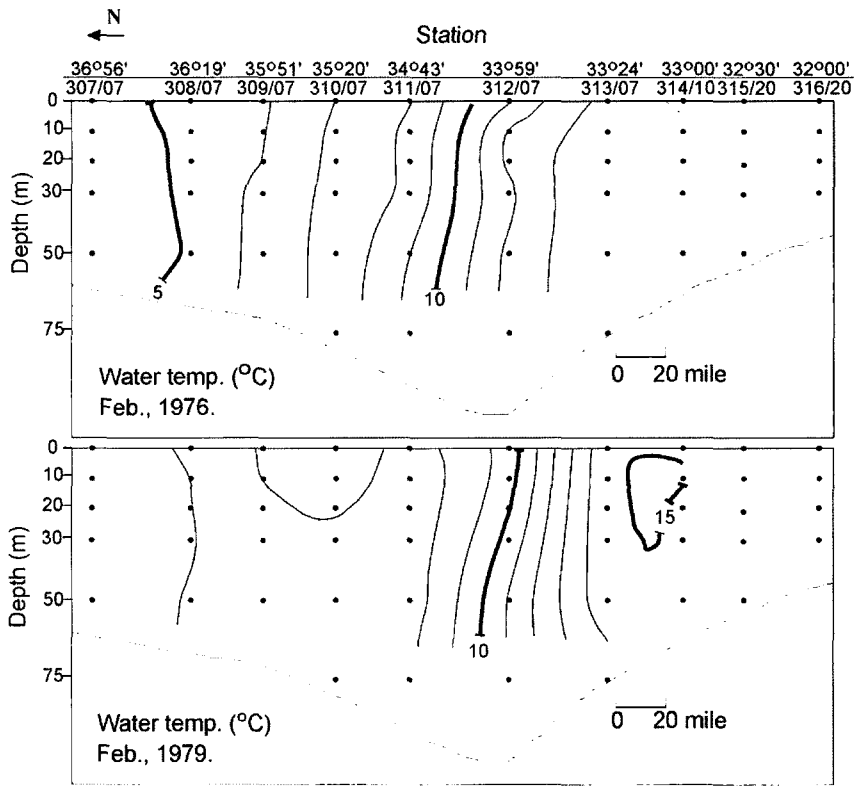 N
Station
36°56' 36°19' 35°51' 35°20' 34°43' 33°59' 33°24' 33°00' 32°30' 32°00'
307/07 308/07 309/07 310/07 311/07 312/07 313/07 314/10 315/20 316/20
0
10
20
30
50
75
Depth (m)
5
10
Water temp. (°C)
Feb., 1976.
0 20 mile
0
10
20
30
50
75
Depth (m)
10
15
Water temp. (°C)
Feb., 1979.
0 20 mile